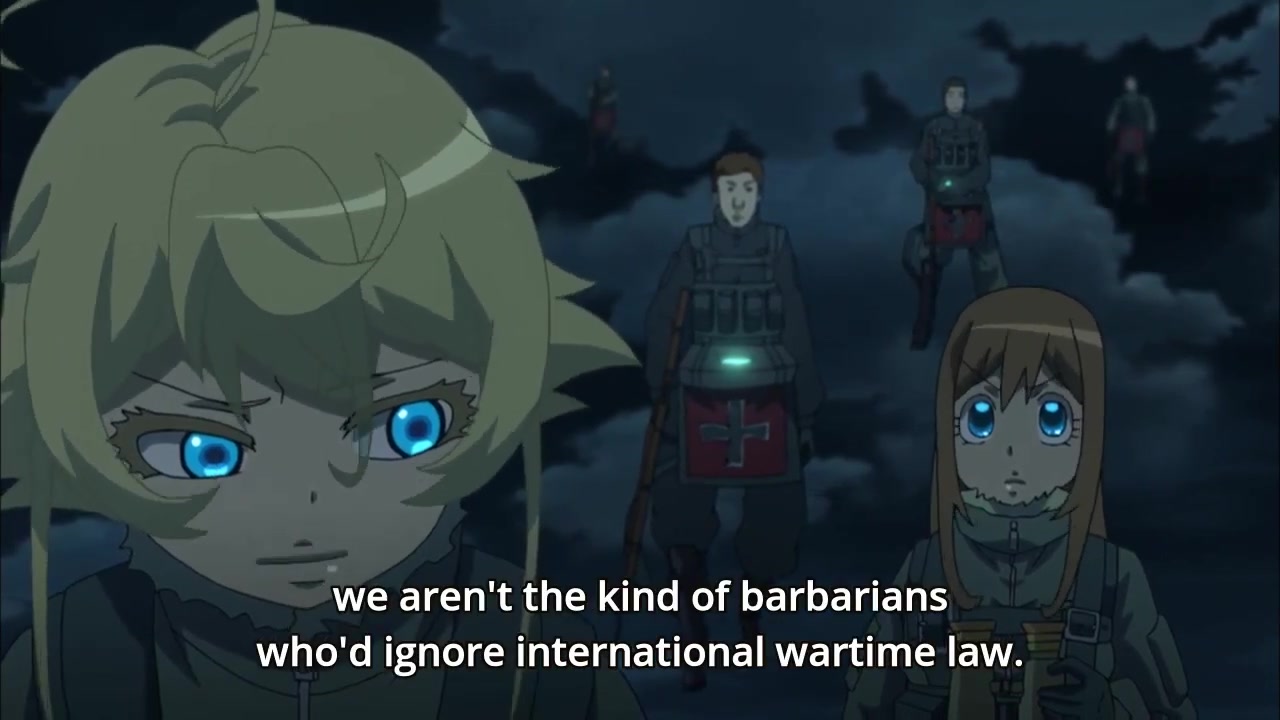 we aren't the kind of barbarians
who'd ignore international wartime law.